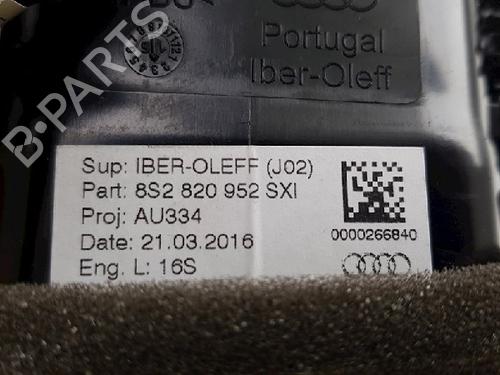 Portugal
Iber-Oleff
B-PARTS
Sup: IBER-OLEFF (J02)
Part: 8S2 820 952 SXI
Proj: AU334
Date: 21.03.2016
0000266840
Eng. L: 16S